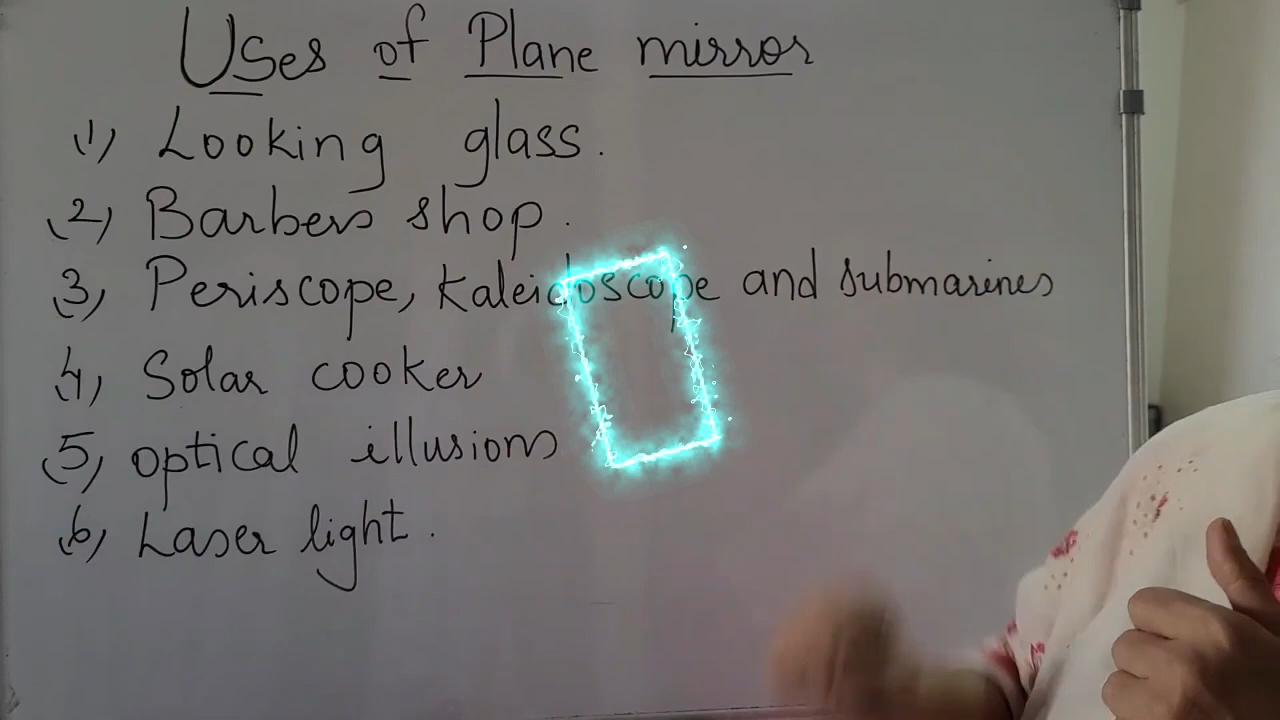 Uses of Plane mirror
(1) Looking glass.
(2) Barbers shop.
(3) Periscope, Kaleidoscope and submarines
(4) Solar cooker
(5) optical illusions
(6) Laser light.